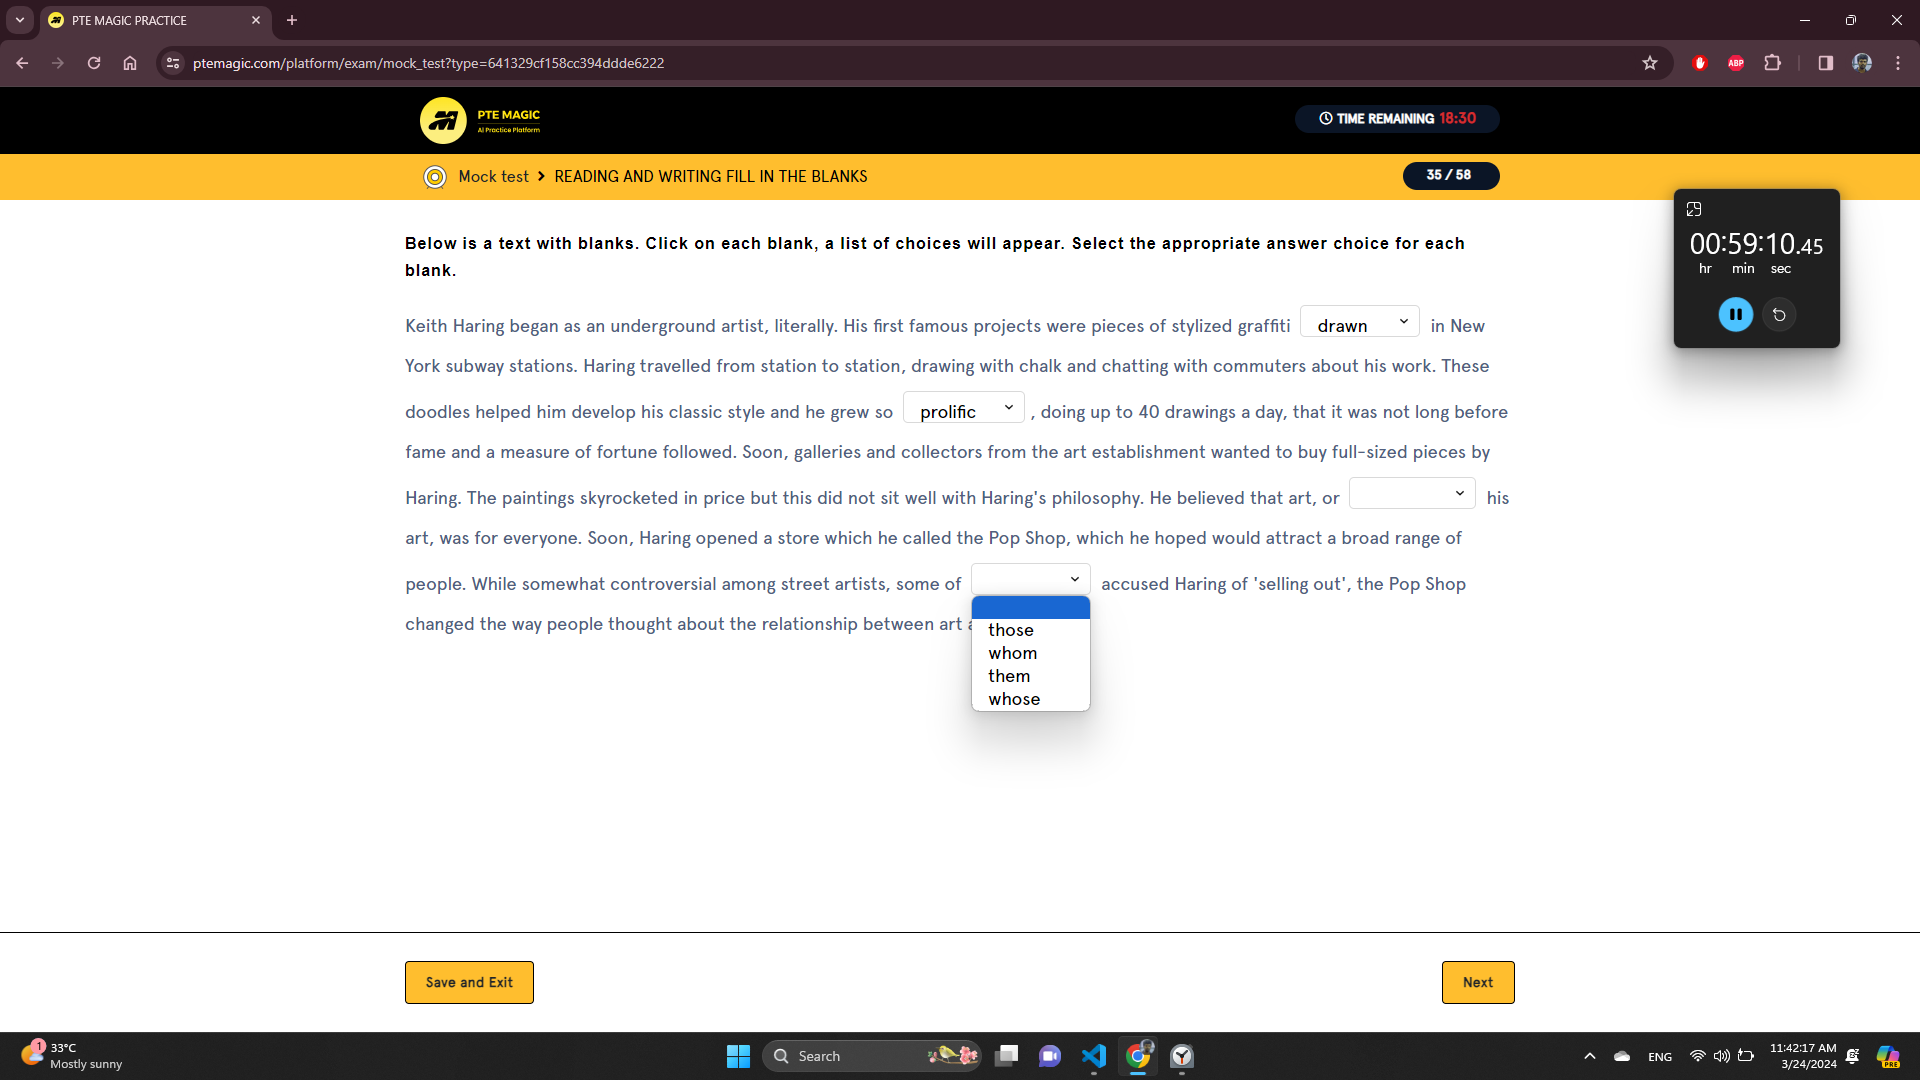 PTE MAGIC PRACTICE
ptemagic.com/platform/exam/mock_test?type=641329cf158cc394ddde6222
ABP
PTE MAGIC
AI Practice Platform
TIME REMAINING 18:30
Mock test > READING AND WRITING FILL IN THE BLANKS
35 / 58
00:59:10.45
hr min sec
Below is a text with blanks. Click on each blank, a list of choices will appear. Select the appropriate answer choice for each
blank.
Keith Haring began as an underground artist, literally. His first famous projects were pieces of stylized graffiti drawn in New
York subway stations. Haring travelled from station to station, drawing with chalk and chatting with commuters about his work. These
doodles helped him develop his classic style and he grew so prolific , doing up to 40 drawings a day, that it was not long before
fame and a measure of fortune followed. Soon, galleries and collectors from the art establishment wanted to buy full-sized pieces by
Haring. The paintings skyrocketed in price but this did not sit well with Haring's philosophy. He believed that art, or his
art, was for everyone. Soon, Haring opened a store which he called the Pop Shop, which he hoped would attract a broad range of
people. While somewhat controversial among street artists, some of accused Haring of 'selling out', the Pop Shop
changed the way people thought about the relationship between art
those
whom
them
whose
Save and Exit
Next
1
33°C
Mostly sunny
Search
ENG
11:42:17 AM
3/24/2024
PRE